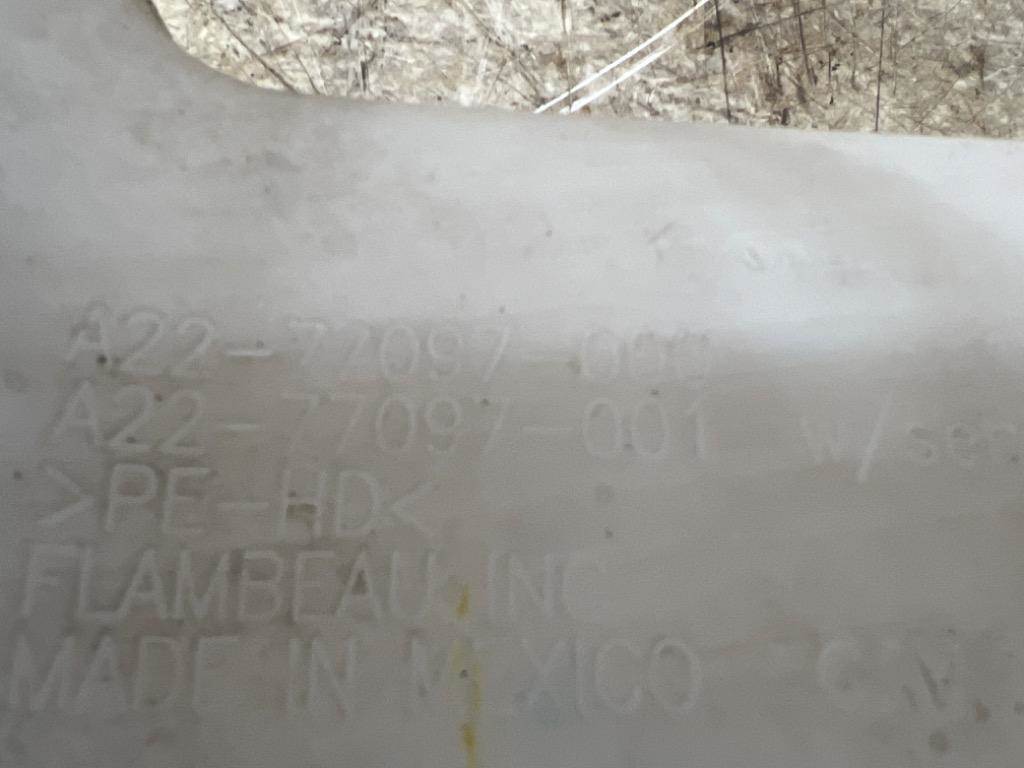 A22-77097-000
A22-77097-001 w/
>PE-HD<
FLAMBEAU INC
MADE IN MEXICO